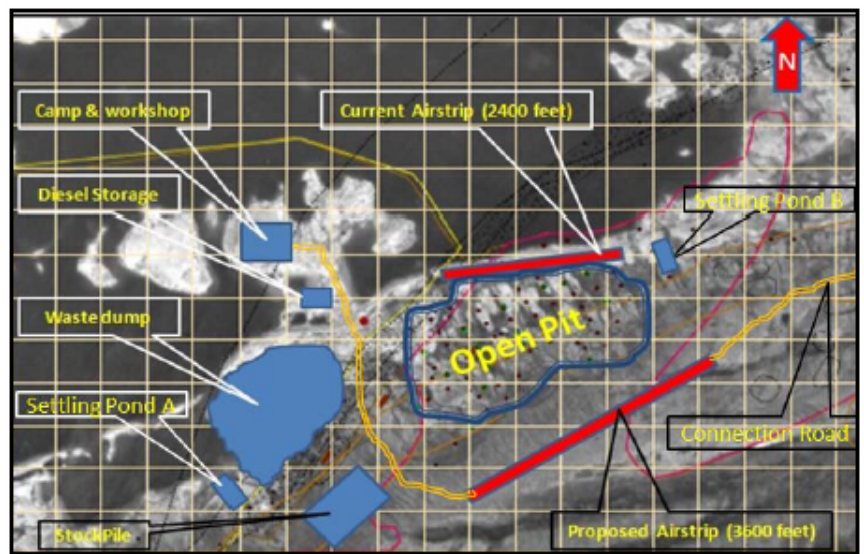 N
Camp & workshop
Current Airstrip (2400 feet)
Diesel Storage
Settling Pond B
Waste dump
Open Pit
Settling Pond A
Connection Road
StockPile
Proposed Airstrip (3600 feet)